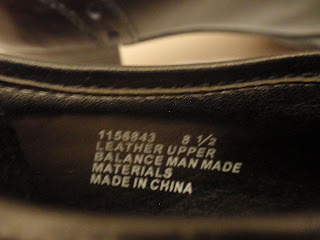 1156843 8 1/2
LEATHER UPPER
BALANCE MAN MADE
MATERIALS
MADE IN CHINA